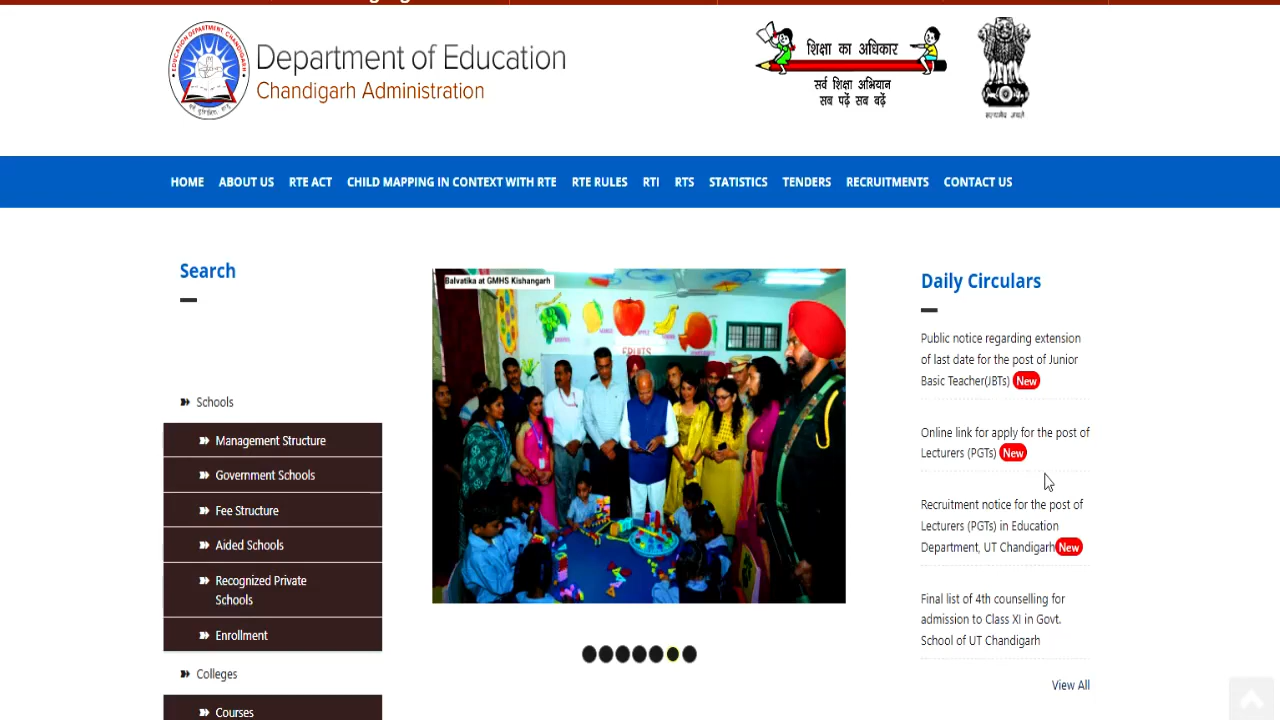 Department of Education
Chandigarh Administration
शिक्षा का अधिकार
सर्व शिक्षा अभियान
सब पढ़ें सब बढ़ें
सत्यमेव जयते
HOME ABOUT US RTE ACT CHILD MAPPING IN CONTEXT WITH RTE RTE RULES RTI RTS STATISTICS TENDERS RECRUITMENTS CONTACT US
Search
Schools
Management Structure
Government Schools
Fee Structure
Aided Schools
Recognized Private
Schools
Enrollment
Colleges
Courses
Balvatika at GMHS Kishangarh
FRUITS
Daily Circulars
Public notice regarding extension
of last date for the post of Junior
Basic Teacher(JBTs) New
Online link for apply for the post of
Lecturers (PGTs) New
Recruitment notice for the post of
Lecturers (PGTs) in Education
Department, UT Chandigarh New
Final list of 4th counselling for
admission to Class XI in Govt.
School of UT Chandigarh
View All